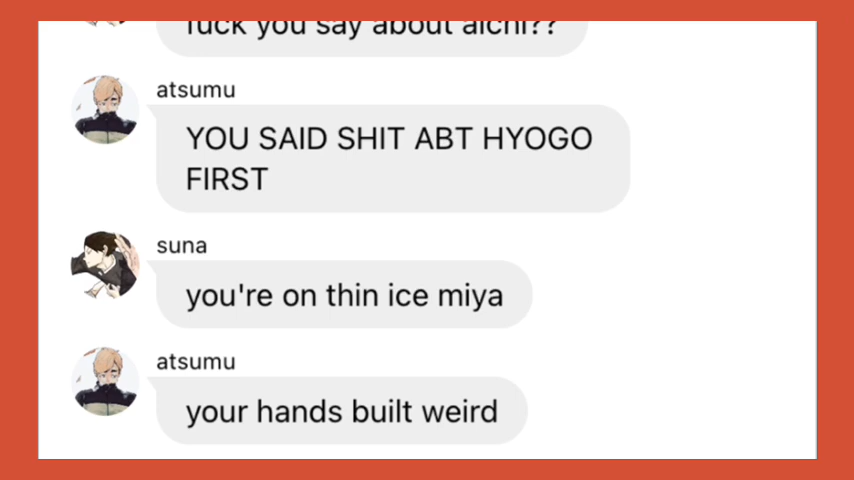 fuck you say about aichi??
atsumu
YOU SAID SHIT ABT HYOGO
FIRST
suna
you're on thin ice miya
atsumu
your hands built weird